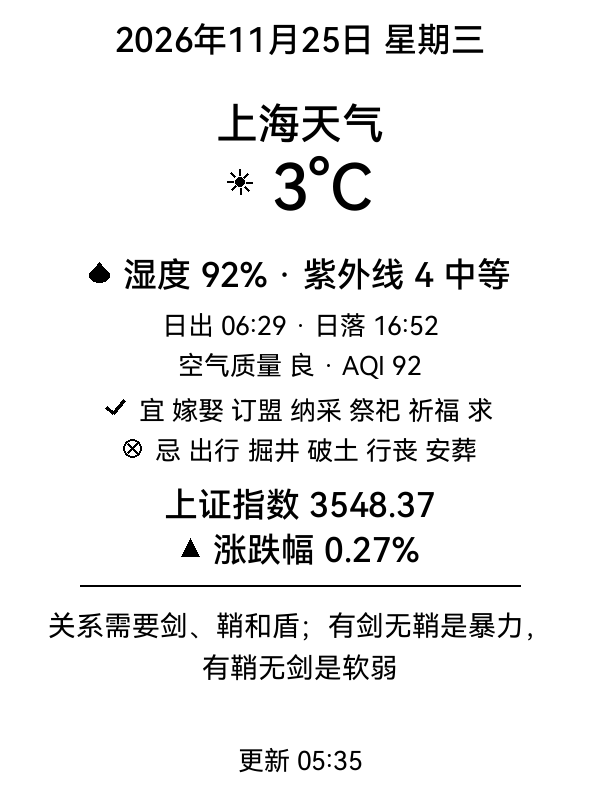 2026年11月25日 星期三
上海天气
3°C
湿度 92% · 紫外线 4 中等
日出 06:29 · 日落 16:52
空气质量 良 · AQI 92
宜 嫁娶 订盟 纳采 祭祀 祈福 求
忌 出行 掘井 破土 行丧 安葬
上证指数 3548.37
▲ 涨跌幅 0.27%
关系需要剑、鞘和盾；有剑无鞘是暴力，
有鞘无剑是软弱
更新 05:35